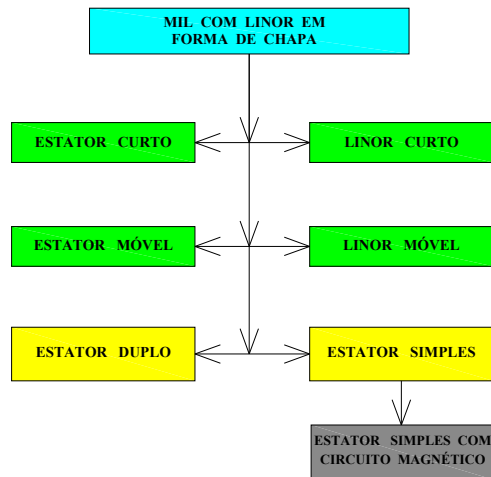 MIL COM LINOR EM
FORMA DE CHAPA
ESTATOR CURTO
LINOR CURTO
ESTATOR MÓVEL
LINOR MÓVEL
ESTATOR DUPLO
ESTATOR SIMPLES
ESTATOR SIMPLES COM
CIRCUITO MAGNÉTICO